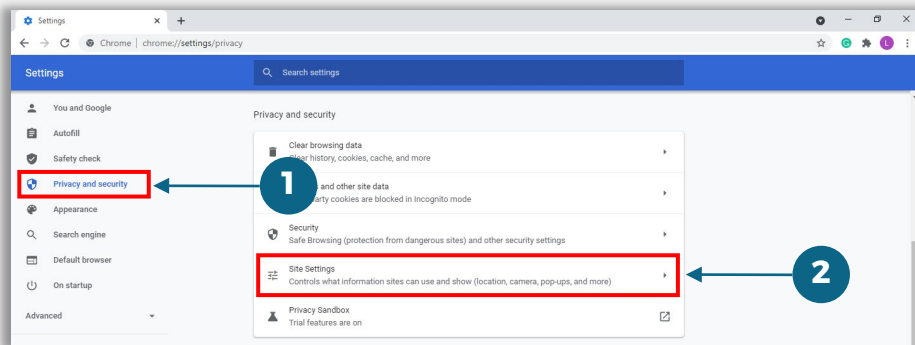 Settings
Chrome | chrome://settings/privacy
L
Settings
Search settings
You and Google
Autofill
Safety check
Privacy and security
Appearance
Search engine
Default browser
On startup
Advanced
Privacy and security
Clear browsing data
Clear history, cookies, cache, and more
1
and other site data
cookies are blocked in Incognito mode
Security
Safe Browsing (protection from dangerous sites) and other security settings
Site Settings
Controls what information sites can use and show (location, camera, pop-ups, and more)
2
Privacy Sandbox
Trial features are on